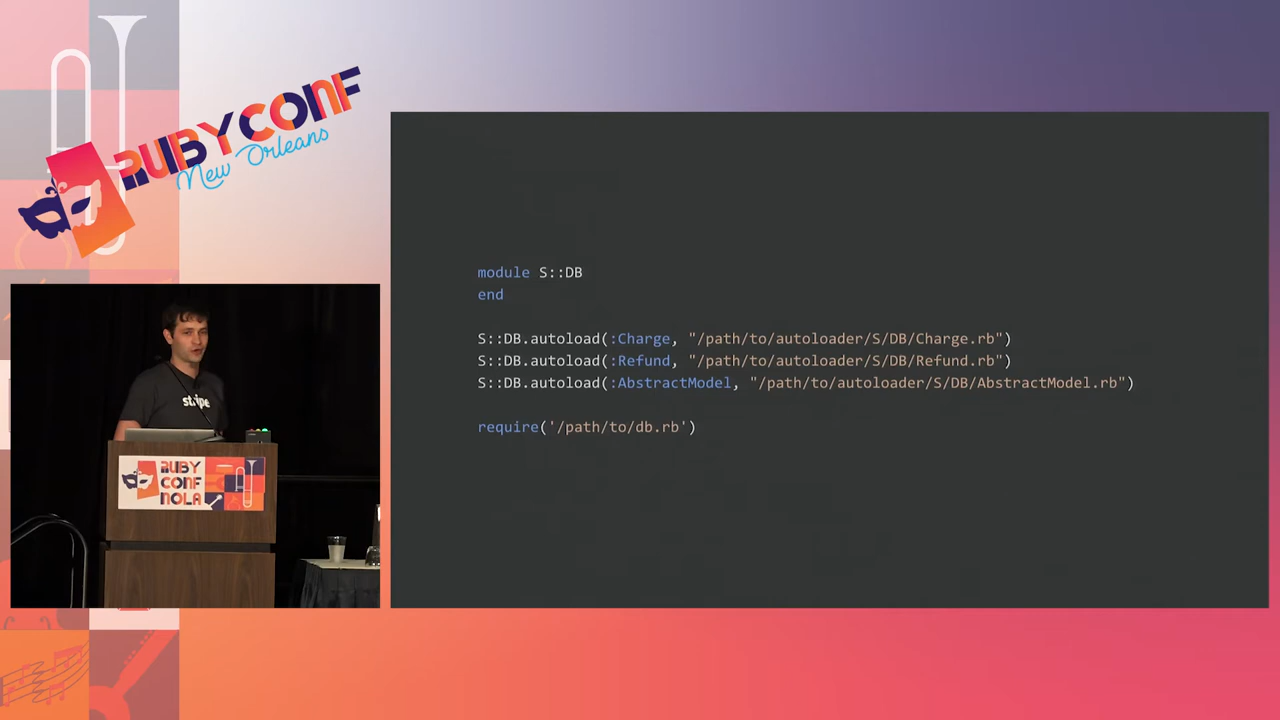 RUBYCONF
New Orleans
stripe
RUBY
CONF
NOLA
module S::DB
end
S::DB.autoload(:Charge, "/path/to/autoloader/S/DB/Charge.rb")
S::DB.autoload(:Refund, "/path/to/autoloader/S/DB/Refund.rb")
S::DB.autoload(:AbstractModel, "/path/to/autoloader/S/DB/AbstractModel.rb")
require('/path/to/db.rb')